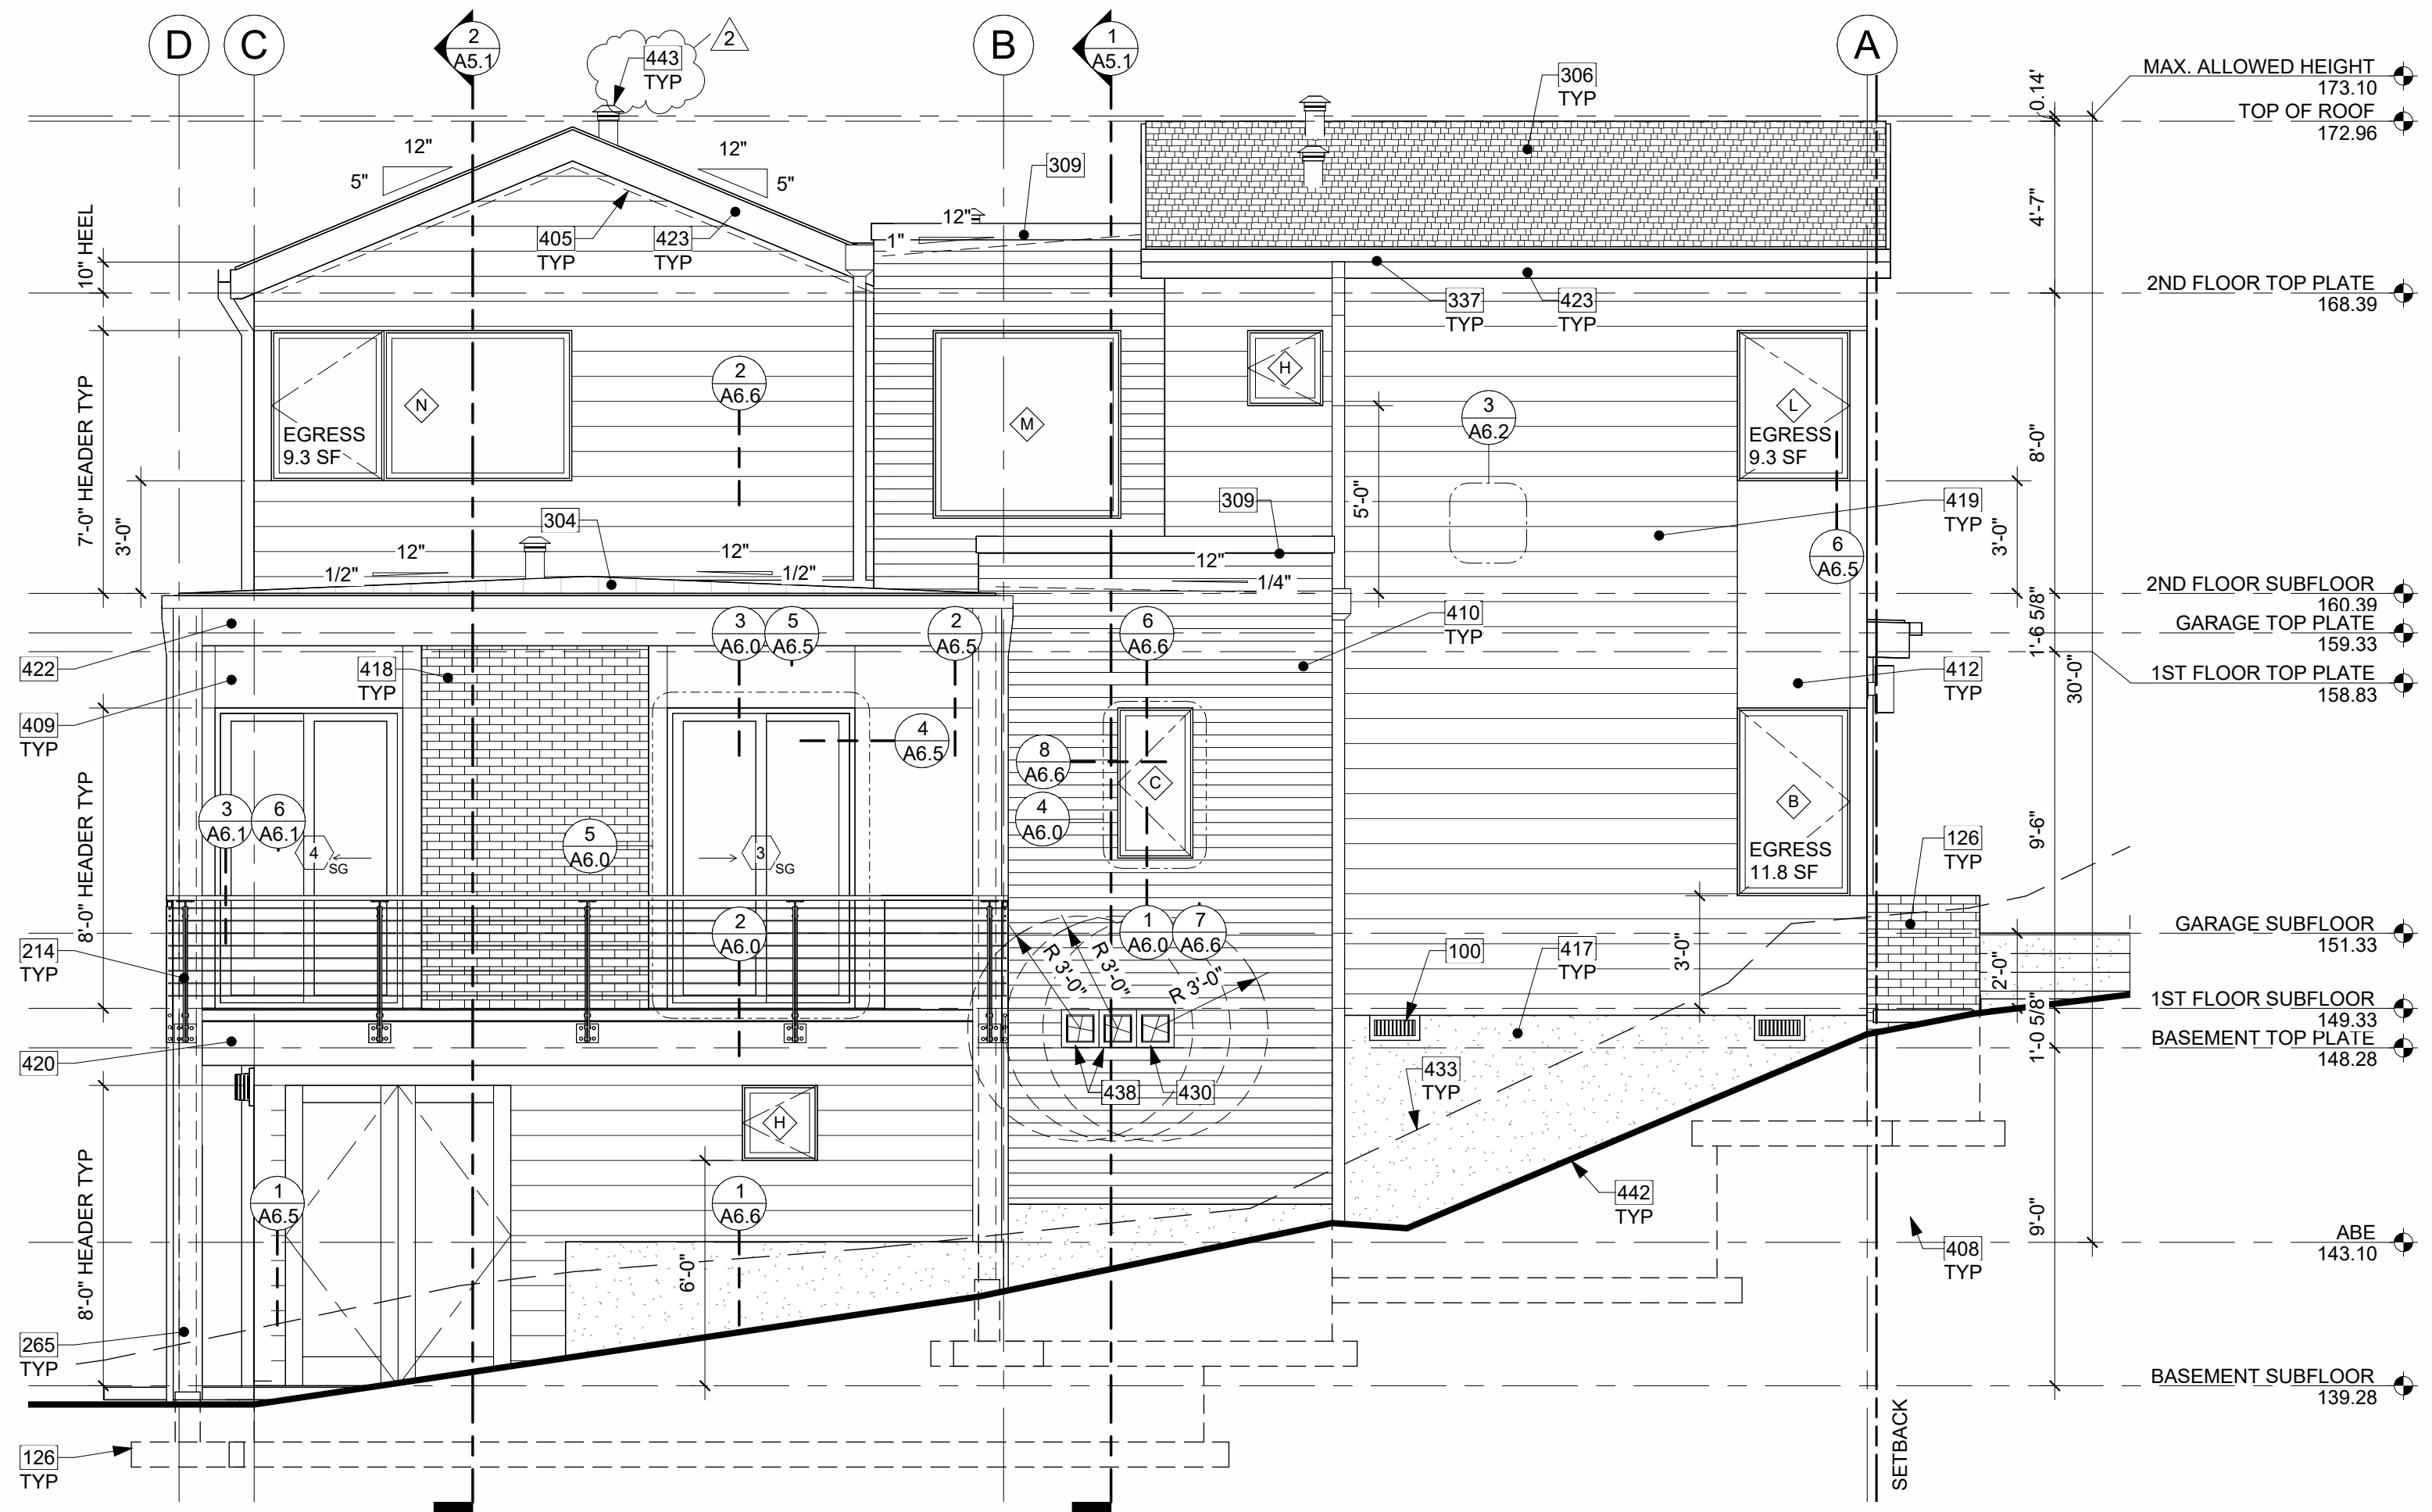 D
C
2
A5.1
443
TYP
2
B
1
A5.1
306
TYP
A
MAX. ALLOWED HEIGHT
173.10
TOP OF ROOF
172.96
0.14'
12"
5"
12"
5"
309
12"
1"
405
TYP
423
TYP
10" HEEL
4'-7"
337
TYP
423
TYP
2ND FLOOR TOP PLATE
168.39
7'-0" HEADER TYP
3'-0"
N
EGRESS
9.3 SF
2
A6.6
M
H
3
A6.2
L
EGRESS
9.3 SF
8'-0"
5'-0"
309
419
TYP
3'-0"
6
A6.5
304
12"
1/2"
12"
1/2"
12"
1/4"
2ND FLOOR SUBFLOOR
160.39
GARAGE TOP PLATE
159.33
1ST FLOOR TOP PLATE
158.83
1'-6 5/8"
30'-0"
422
409
TYP
418
TYP
3
A6.0
5
A6.5
2
A6.5
6
A6.6
410
TYP
412
TYP
4
A6.5
8
A6.6
4
A6.0
C
B
EGRESS
11.8 SF
8'-0" HEADER TYP
3
A6.1
6
A6.1
4
SG
5
A6.0
3
SG
9'-6"
126
TYP
214
TYP
2
A6.0
1
A6.0
7
A6.6
R 3'-0"
R 3'-0"
R 3'-0"
100
417
TYP
3'-0"
2'-0"
GARAGE SUBFLOOR
151.33
1ST FLOOR SUBFLOOR
149.33
BASEMENT TOP PLATE
148.28
1'-0 5/8"
420
438
430
433
TYP
H
8'-0" HEADER TYP
1
A6.5
1
A6.6
6'-0"
442
TYP
9'-0"
408
TYP
ABE
143.10
265
TYP
BASEMENT SUBFLOOR
139.28
126
TYP
SETBACK